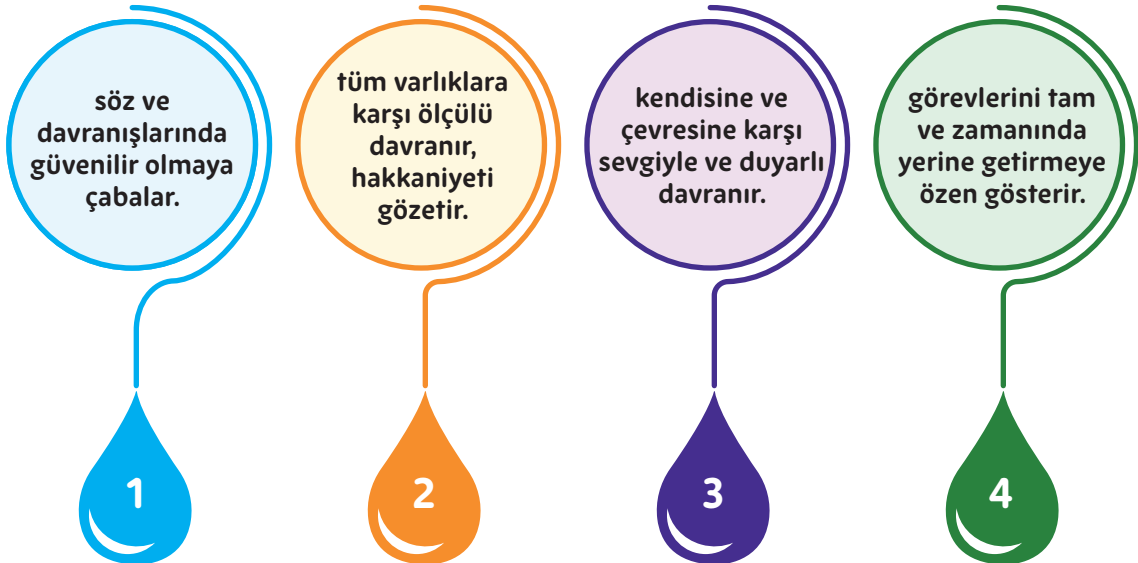 söz ve
davranışlarında
güvenilir olmaya
çabalar.
tüm varlıklara
karşı ölçülü
davranır,
hakkaniyeti
gözetir.
kendisine ve
çevresine karşı
sevgiyle ve duyarlı
davranır.
görevlerini tam
ve zamanında
yerine getirmeye
özen gösterir.
1
2
3
4